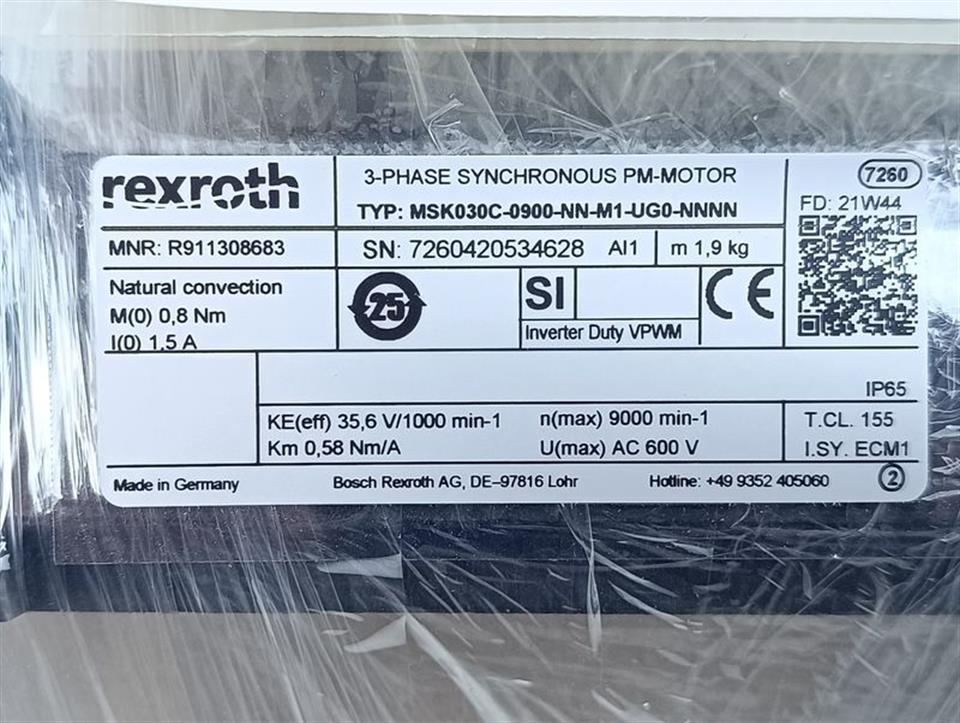 rexroth
3-PHASE SYNCHRONOUS PM-MOTOR
TYP: MSK030C-0900-NN-M1-UG0-NNNN
7260
FD: 21W44
MNR: R911308683
SN: 7260420534628 AI1
m 1,9 kg
Natural convection
M(0) 0,8 Nm
I(0) 1,5 A
25
SI
Inverter Duty VPWM
CE
IP65
KE(eff) 35,6 V/1000 min-1
Km 0,58 Nm/A
n(max) 9000 min-1
U(max) AC 600 V
T.CL. 155
I.SY. ECM1
Made in Germany
Bosch Rexroth AG, DE–97816 Lohr
Hotline: +49 9352 405060
2